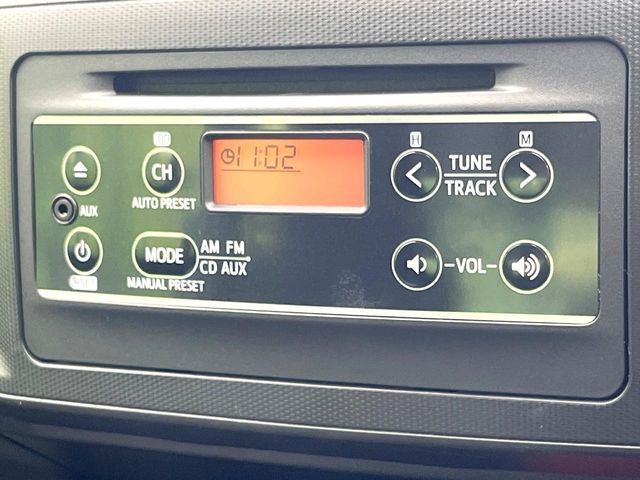 H
M
11:02
CH
AUTO PRESET
TUNE
TRACK
AUX
MODE
AM FM
CD AUX
MANUAL PRESET
VOL